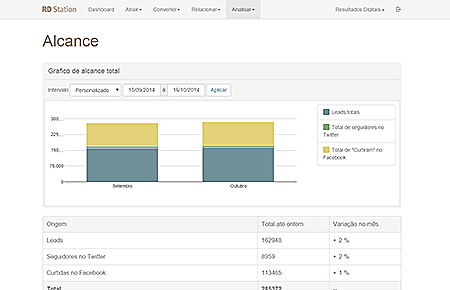 RD Station Dashboard Atrair Converter Relacionar Analisar Resultados Digitais
Alcance
Gráfico de alcance total
Intervalo Personalizado 15/09/2014 à 16/10/2014 Aplicar
300,...
225,...
150,...
75,000
0
Setembro Outubro
Leads totais
Total de seguidores no
Twitter
Total de "Curtiram" no
Facebook
Origem Total até ontem Variação no mês
Leads 162948 + 2 %
Seguidores no Twitter 8959 + 2 %
Curtidas no Facebook 113465 + 1 %
Total 285372